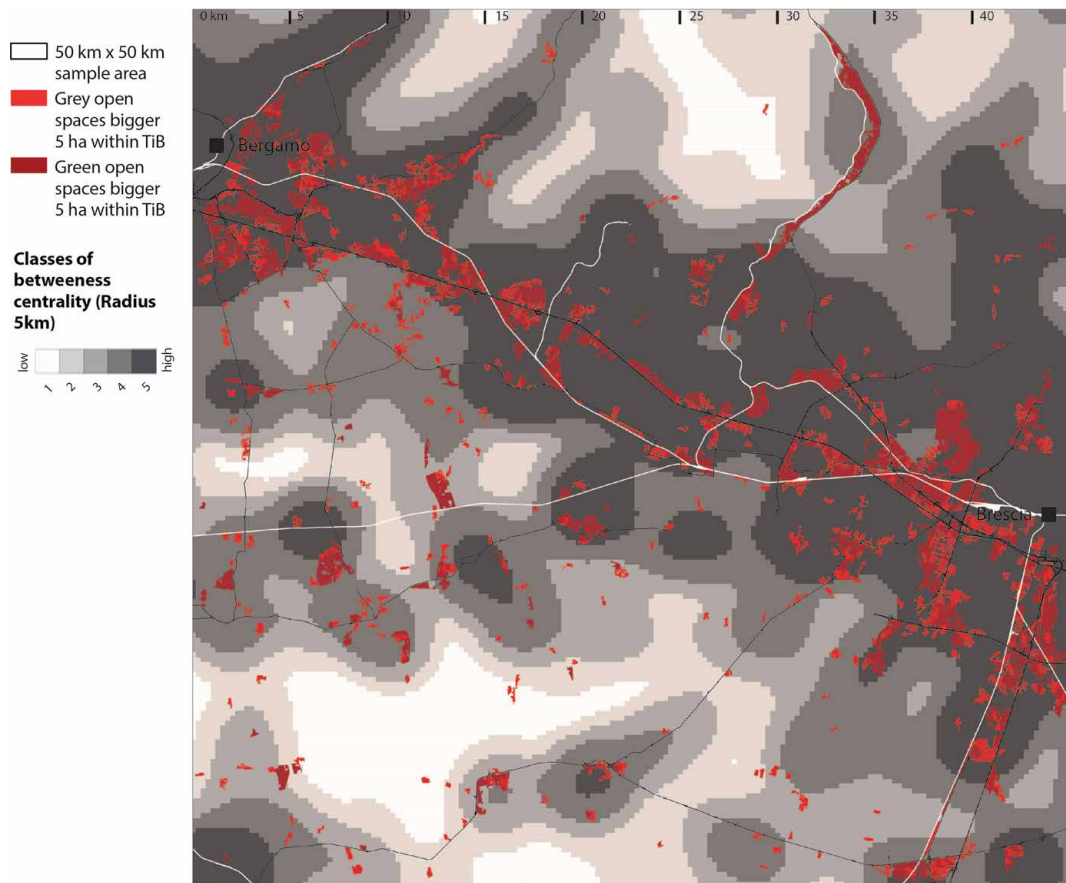 0 km 5 10 15 20 25 30 35 40
50 km x 50 km
sample area
Grey open
spaces bigger
5 ha within TiB
Green open
spaces bigger
5 ha within TiB
Bergamo
Classes of
betweeness
centrality (Radius
5km)
low high
1 2 3 4 5
Brescia